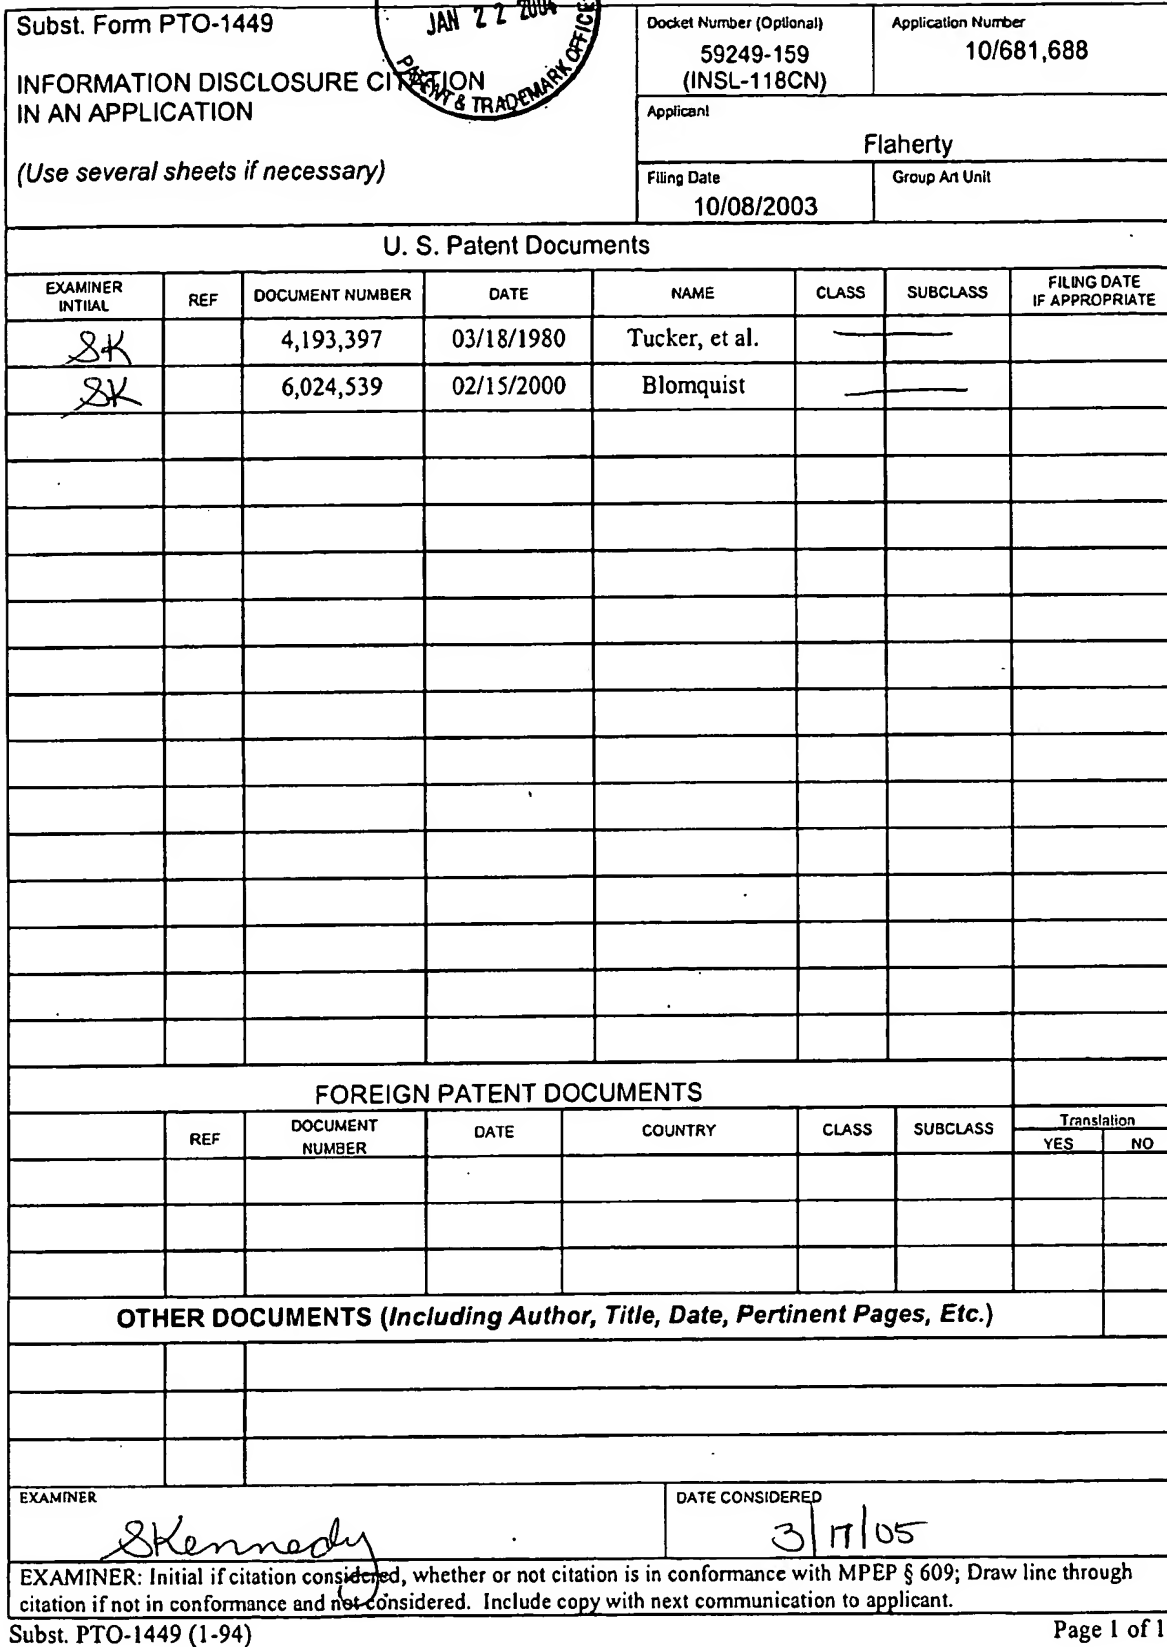 Subst. Form PTO-1449
JAN 22 2004
PATENT & TRADEMARK OFFICE
INFORMATION DISCLOSURE CITATION
IN AN APPLICATION
(Use several sheets if necessary)
Docket Number (Optional)
59249-159
(INSL-118CN)
Application Number
10/681,688
Applicant
Flaherty
Filing Date
10/08/2003
Group Art Unit
U. S. Patent Documents
EXAMINER INTIIAL REF DOCUMENT NUMBER DATE NAME CLASS SUBCLASS FILING DATE IF APPROPRIATE
SK 4,193,397 03/18/1980 Tucker, et al.
SK 6,024,539 02/15/2000 Blomquist
FOREIGN PATENT DOCUMENTS
REF DOCUMENT NUMBER DATE COUNTRY CLASS SUBCLASS Translation
YES NO
OTHER DOCUMENTS (Including Author, Title, Date, Pertinent Pages, Etc.)
EXAMINER
SKennedy
DATE CONSIDERED
3/17/05
EXAMINER: Initial if citation considered, whether or not citation is in conformance with MPEP § 609; Draw line through
citation if not in conformance and not considered. Include copy with next communication to applicant.
Subst. PTO-1449 (1-94)
Page 1 of 1